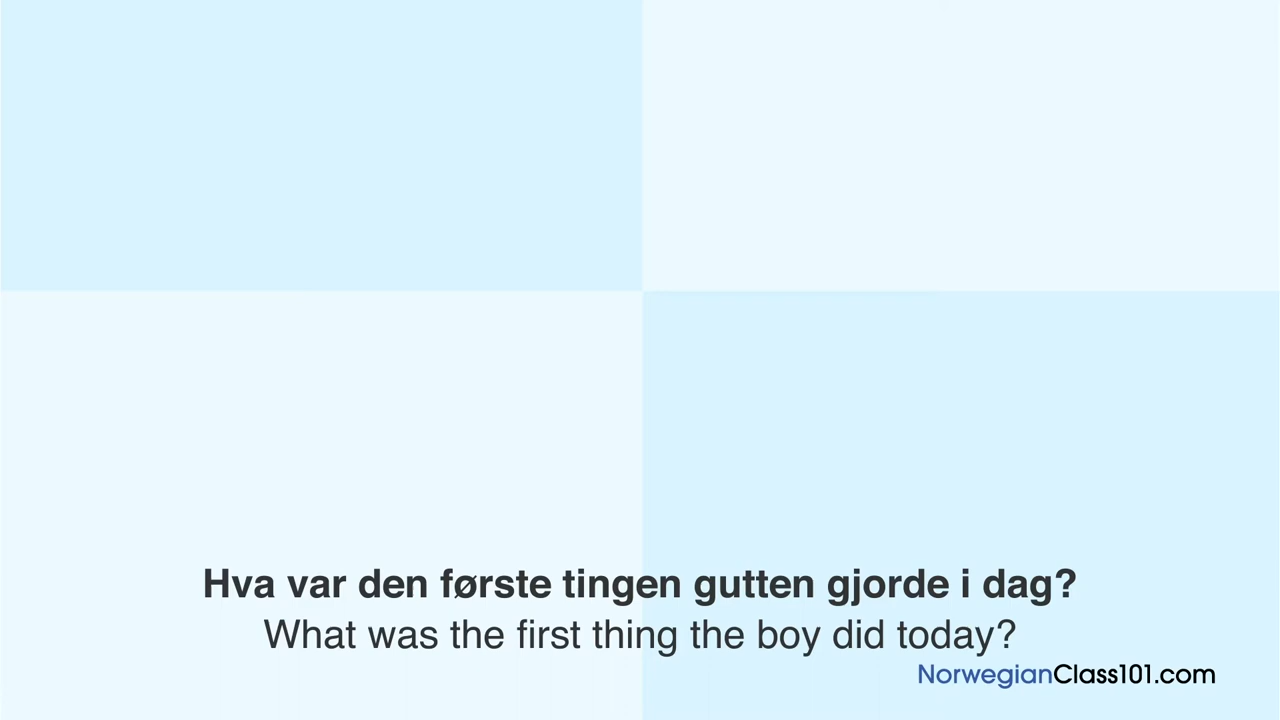 Hva var den første tingen gutten gjorde i dag?
What was the first thing the boy did today?
NorwegianClass101.com